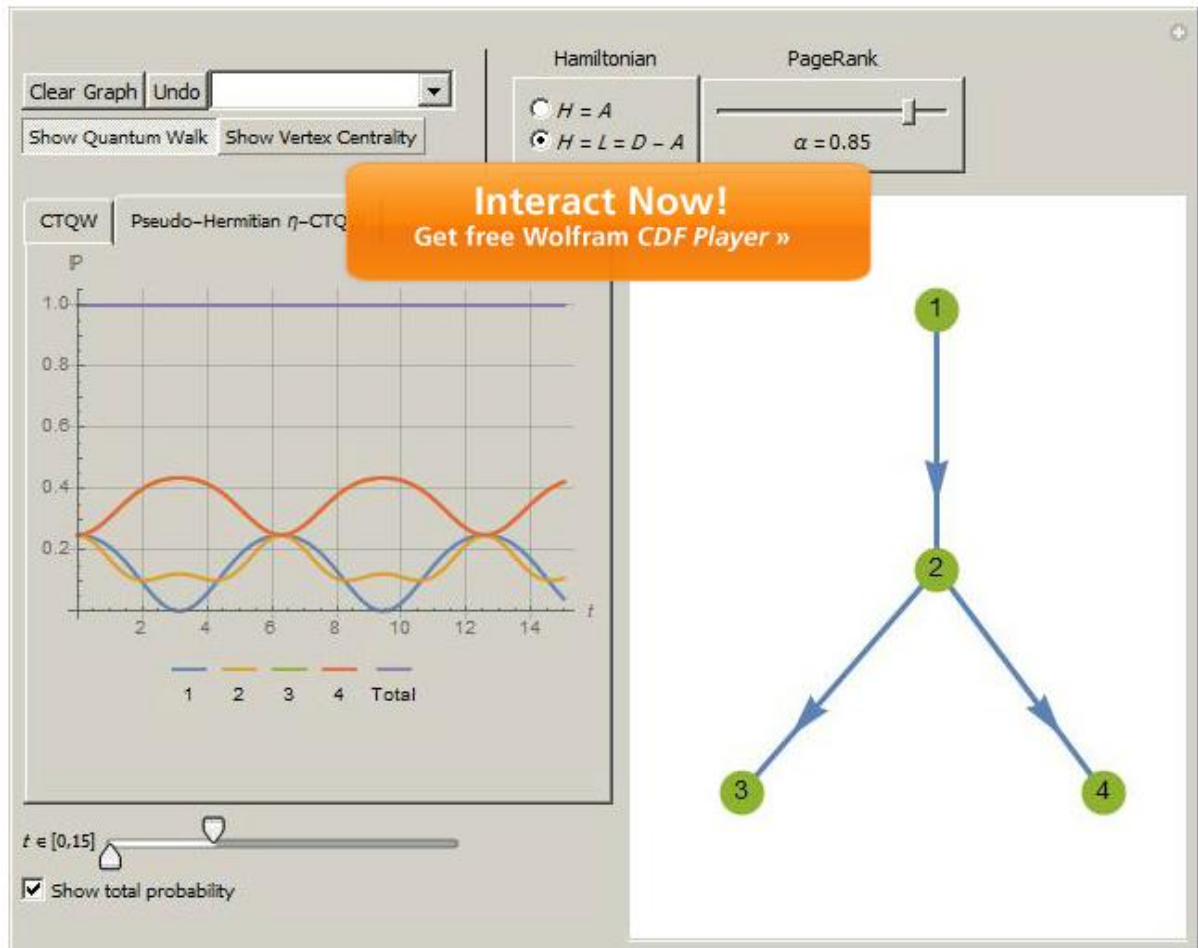 Hamiltonian PageRank
Clear Graph Undo
H = A
Show Quantum Walk Show Vertex Centrality
H = L = D – A α = 0.85
Interact Now!
Get free Wolfram CDF Player »
CTQW Pseudo–Hermitian η–CTQ
ℙ
1.0
0.8
0.6
0.4
0.2
2 4 6 8 10 12 14 t
1 2 3 4 Total
1
2
3 4
t ∈ [0,15]
Show total probability